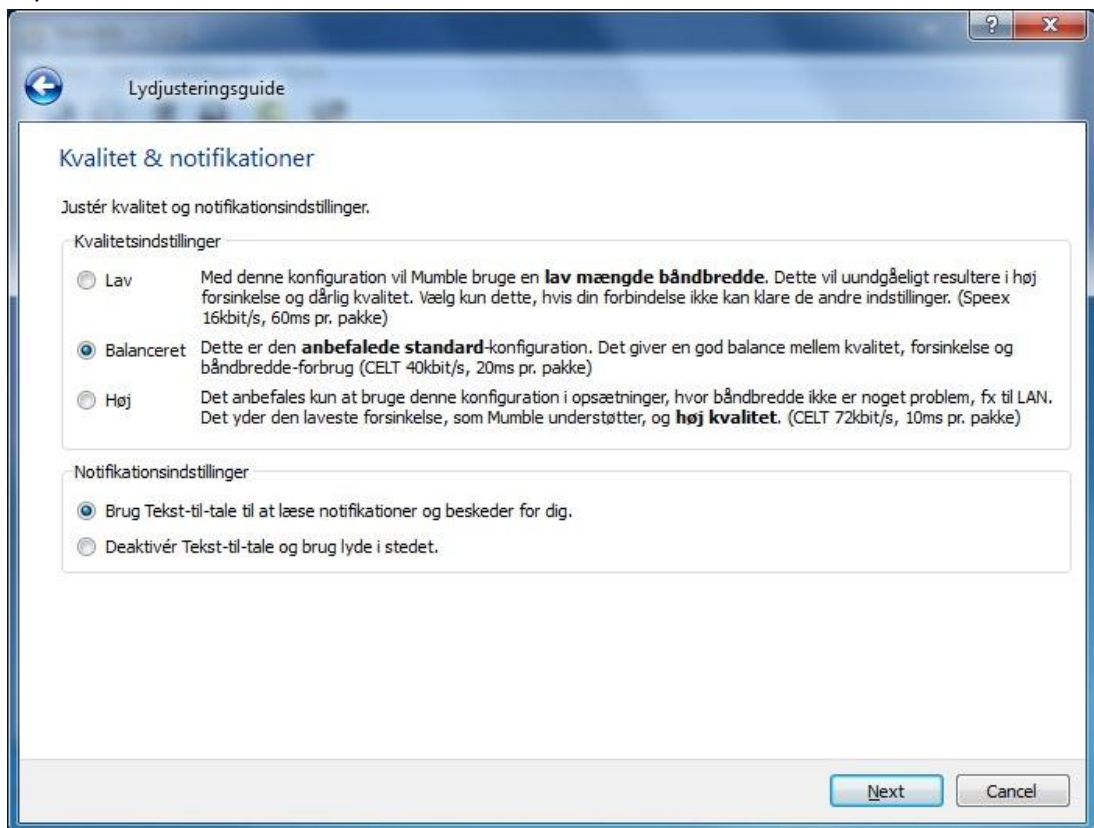 Lydjusteringsguide
Kvalitet & notifikationer
Justér kvalitet og notifikationsindstillinger.
Kvalitetsindstillinger
Lav Med denne konfiguration vil Mumble bruge en lav mængde båndbredde. Dette vil uundgåeligt resultere i høj
forsinkelse og dårlig kvalitet. Vælg kun dette, hvis din forbindelse ikke kan klare de andre indstillinger. (Speex
16kbit/s, 60ms pr. pakke)
Balanceret Dette er den anbefalede standard-konfiguration. Det giver en god balance mellem kvalitet, forsinkelse og
båndbredde-forbrug (CELT 40kbit/s, 20ms pr. pakke)
Høj Det anbefales kun at bruge denne konfiguration i opsætninger, hvor båndbredde ikke er noget problem, fx til LAN.
Det yder den laveste forsinkelse, som Mumble understøtter, og høj kvalitet. (CELT 72kbit/s, 10ms pr. pakke)
Notifikationsindstillinger
Brug Tekst-til-tale til at læse notifikationer og beskeder for dig.
Deaktivér Tekst-til-tale og brug lyde i stedet.
Next Cancel